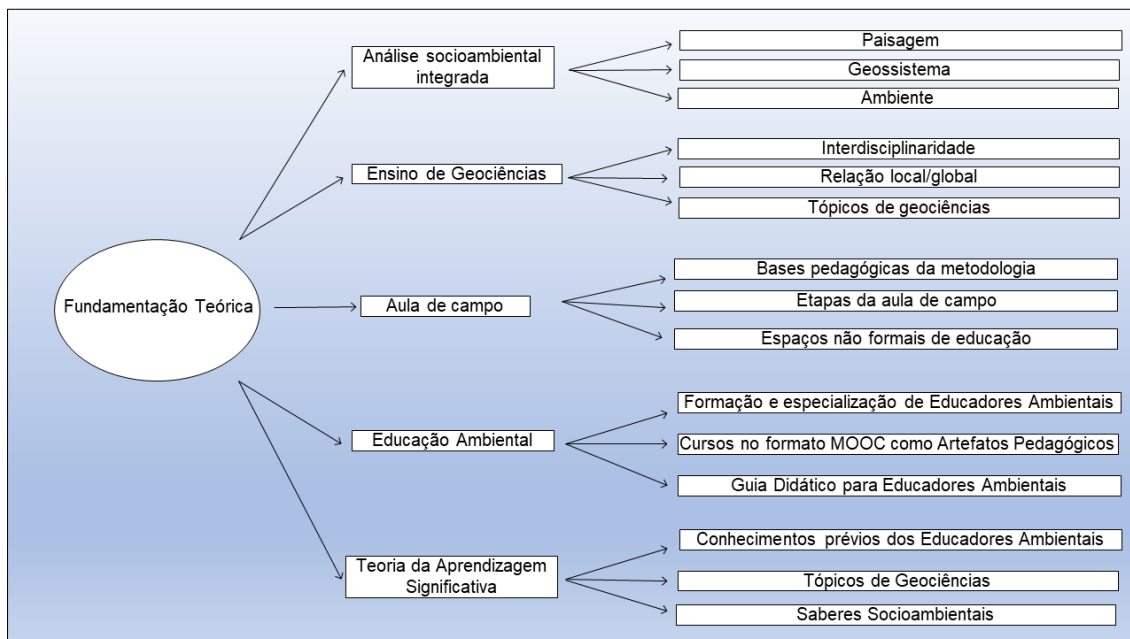 Fundamentação Teórica
Análise socioambiental
integrada
Paisagem
Geossistema
Ambiente
Ensino de Geociências
Interdisciplinaridade
Relação local/global
Tópicos de geociências
Aula de campo
Bases pedagógicas da metodologia
Etapas da aula de campo
Espaços não formais de educação
Educação Ambiental
Formação e especialização de Educadores Ambientais
Cursos no formato MOOC como Artefatos Pedagógicos
Guia Didático para Educadores Ambientais
Teoria da Aprendizagem
Significativa
Conhecimentos prévios dos Educadores Ambientais
Tópicos de Geociências
Saberes Socioambientais